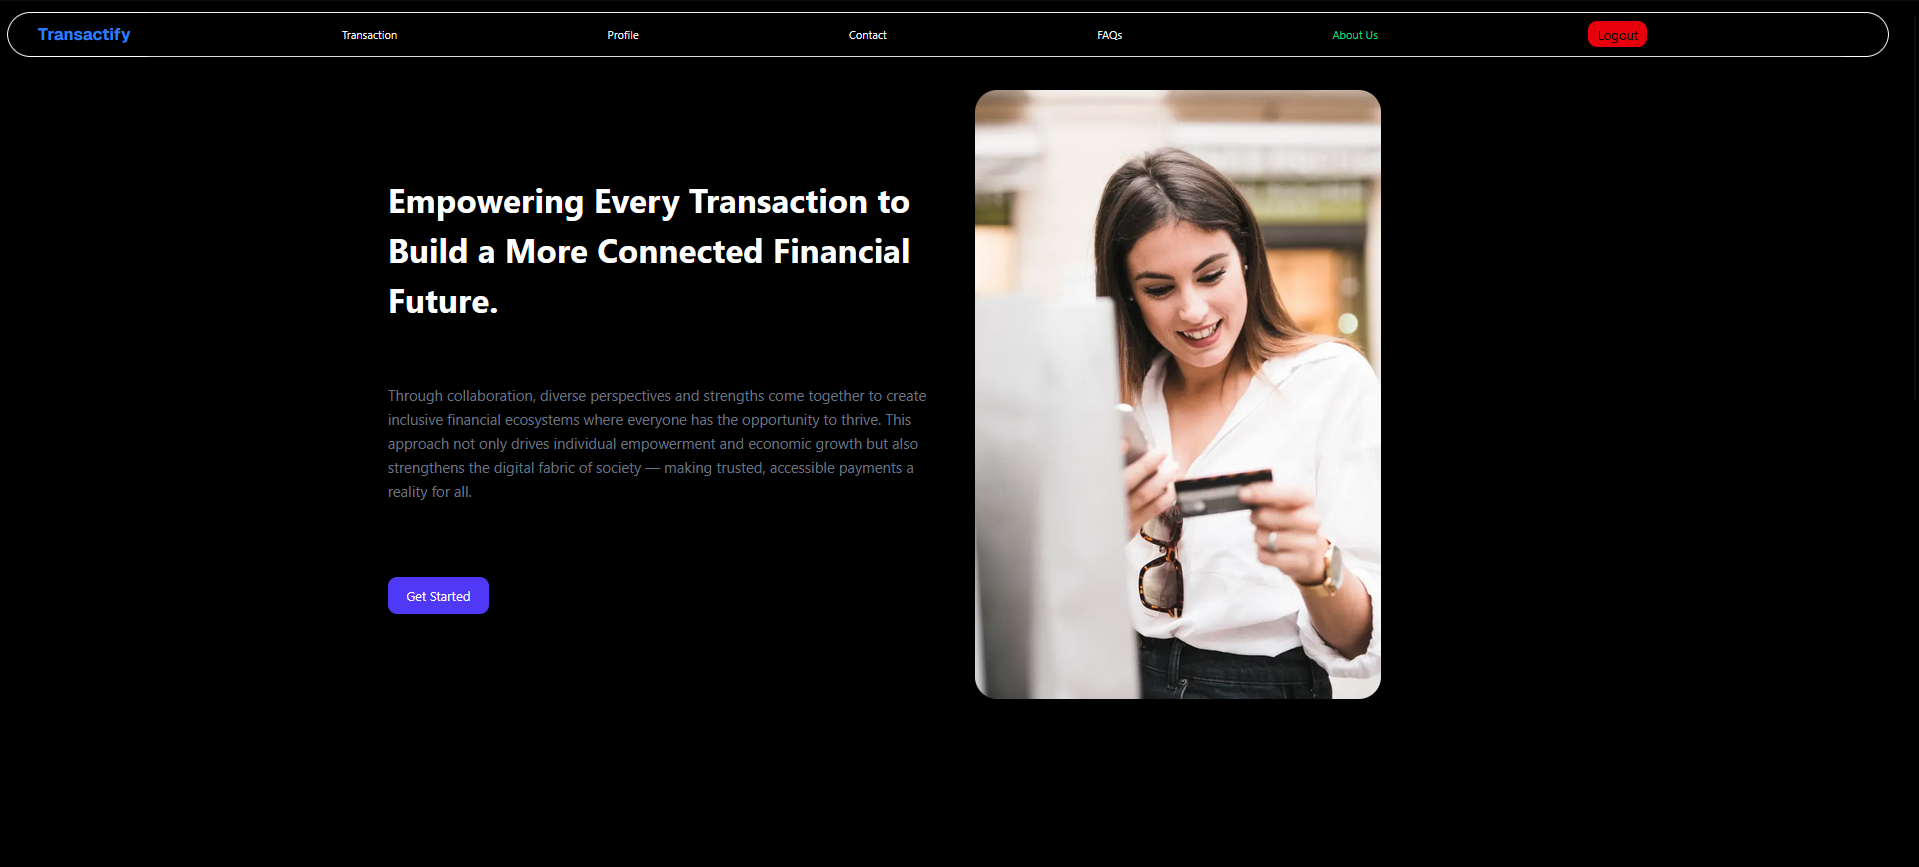 Transactify
Transaction
Profile
Contact
FAQs
About Us
Logout
Empowering Every Transaction to
Build a More Connected Financial
Future.
Through collaboration, diverse perspectives and strengths come together to create
inclusive financial ecosystems where everyone has the opportunity to thrive. This
approach not only drives individual empowerment and economic growth but also
strengthens the digital fabric of society — making trusted, accessible payments a
reality for all.
Get Started